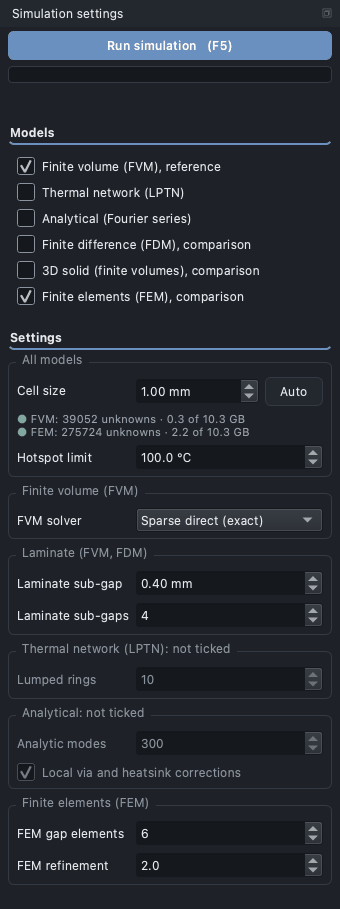 Simulation settings
Run simulation (F5)
Models
Finite volume (FVM), reference
Thermal network (LPTN)
Analytical (Fourier series)
Finite difference (FDM), comparison
3D solid (finite volumes), comparison
Finite elements (FEM), comparison
Settings
All models
Cell size 1.00 mm Auto
FVM: 39052 unknowns · 0.3 of 10.3 GB
FEM: 275724 unknowns · 2.2 of 10.3 GB
Hotspot limit 100.0 °C
Finite volume (FVM)
FVM solver Sparse direct (exact)
Laminate (FVM, FDM)
Laminate sub-gap 0.40 mm
Laminate sub-gaps 4
Thermal network (LPTN): not ticked
Lumped rings 10
Analytical: not ticked
Analytic modes 300
Local via and heatsink corrections
Finite elements (FEM)
FEM gap elements 6
FEM refinement 2.0